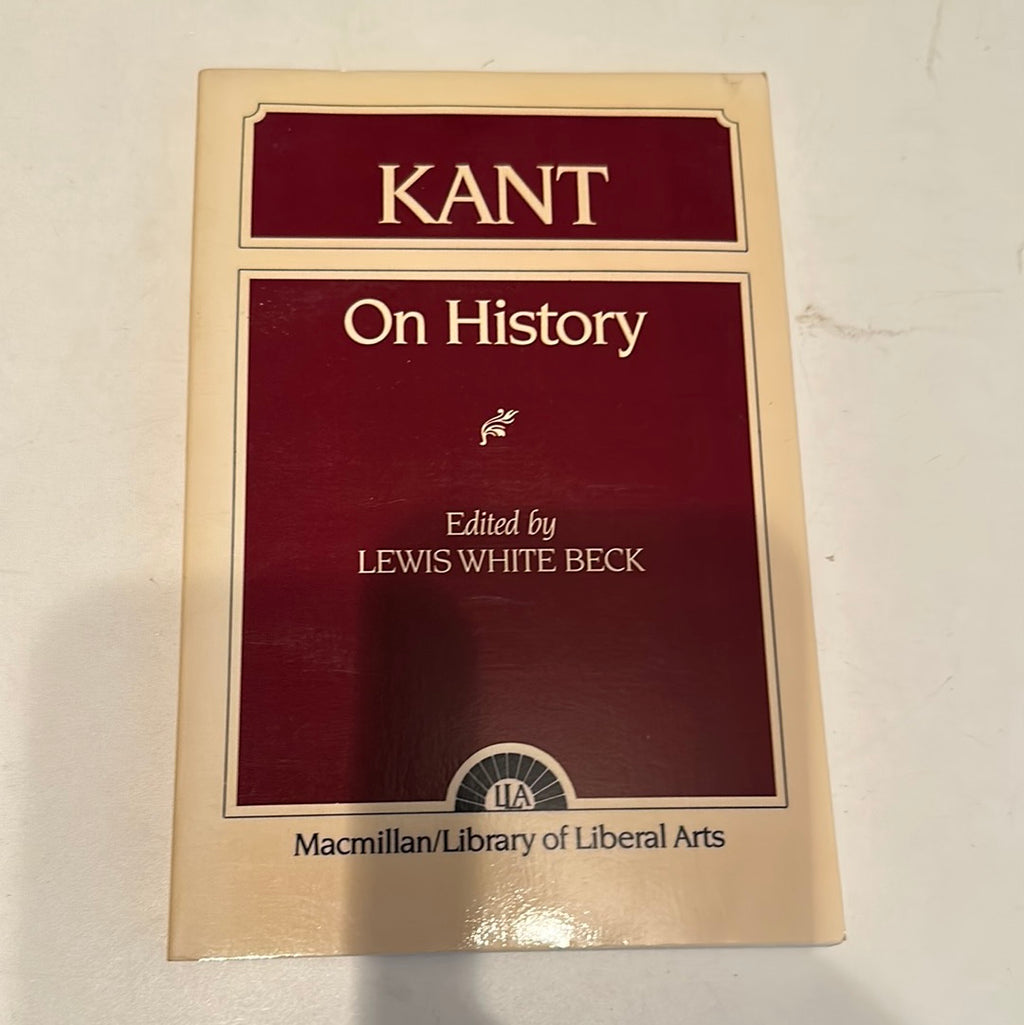 KANT
On History
Edited by
LEWIS WHITE BECK
LLA
Macmillan/Library of Liberal Arts